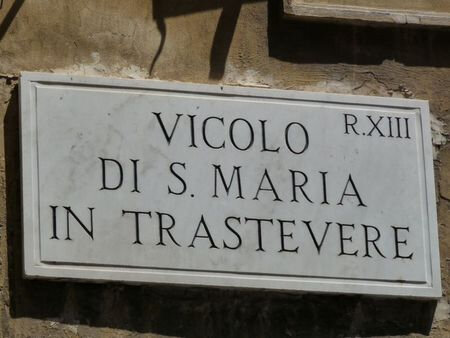 VICOLO R.XIII
DI S. MARIA
IN TRASTEVERE